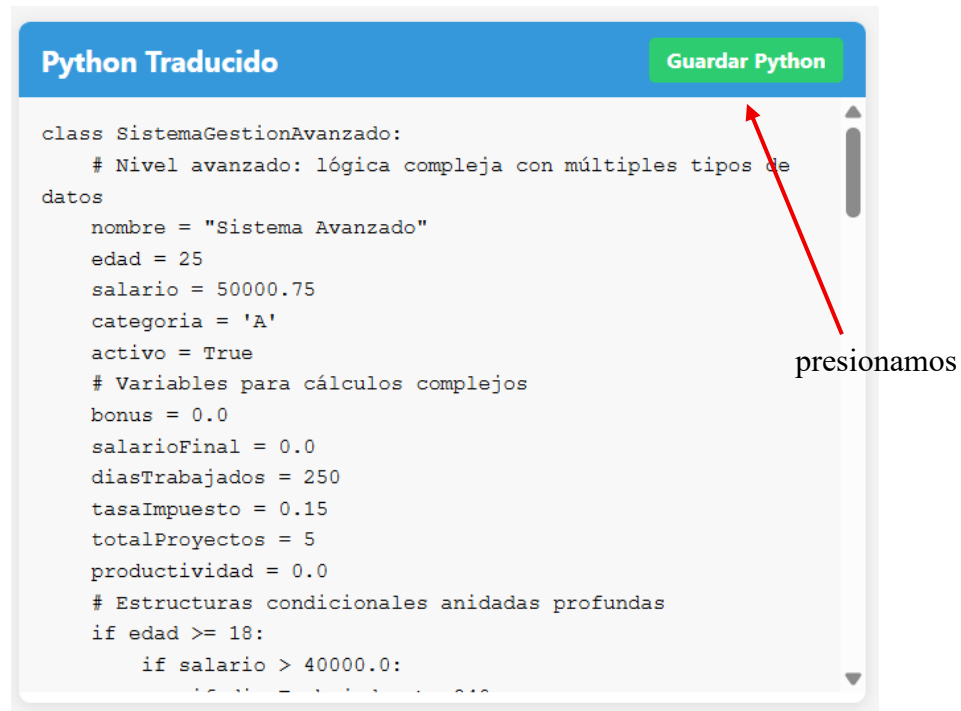 Python Traducido
Guardar Python
class SistemaGestionAvanzado:
    # Nivel avanzado: lógica compleja con múltiples tipos de
datos
    nombre = "Sistema Avanzado"
    edad = 25
    salario = 50000.75
    categoria = 'A'
    activo = True
    # Variables para cálculos complejos
    bonus = 0.0
    salarioFinal = 0.0
    diasTrabajados = 250
    tasaImpuesto = 0.15
    totalProyectos = 5
    productividad = 0.0
    # Estructuras condicionales anidadas profundas
    if edad >= 18:
        if salario > 40000.0:
presionamos